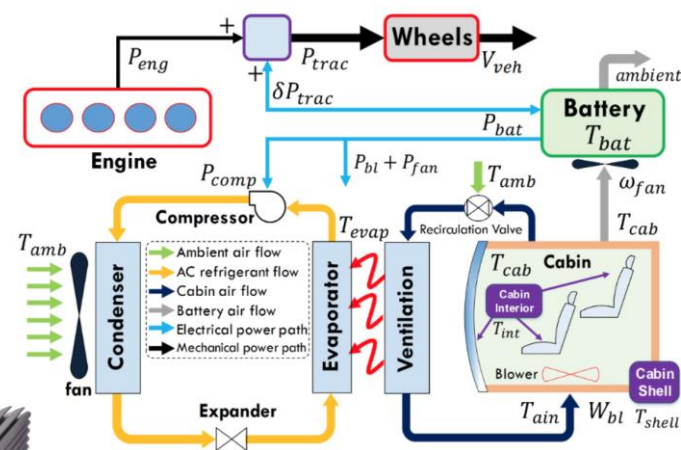 +
P_eng
P_trac
Wheels
V_veh
+
δP_trac
ambient
Battery
T_bat
P_bat
Engine
P_comp
P_bl + P_fan
T_amb
ω_fan
Compressor
T_evap
Recirculation Valve
T_cab
T_amb
Condenser
Ambient air flow
AC refrigerant flow
Cabin air flow
Battery air flow
Electrical power path
Mechanical power path
Evaporator
Ventilation
T_cab
Cabin
Cabin
Interior
T_int
Blower
Cabin
Shell
fan
Expander
T_ain
W_bl
T_shell